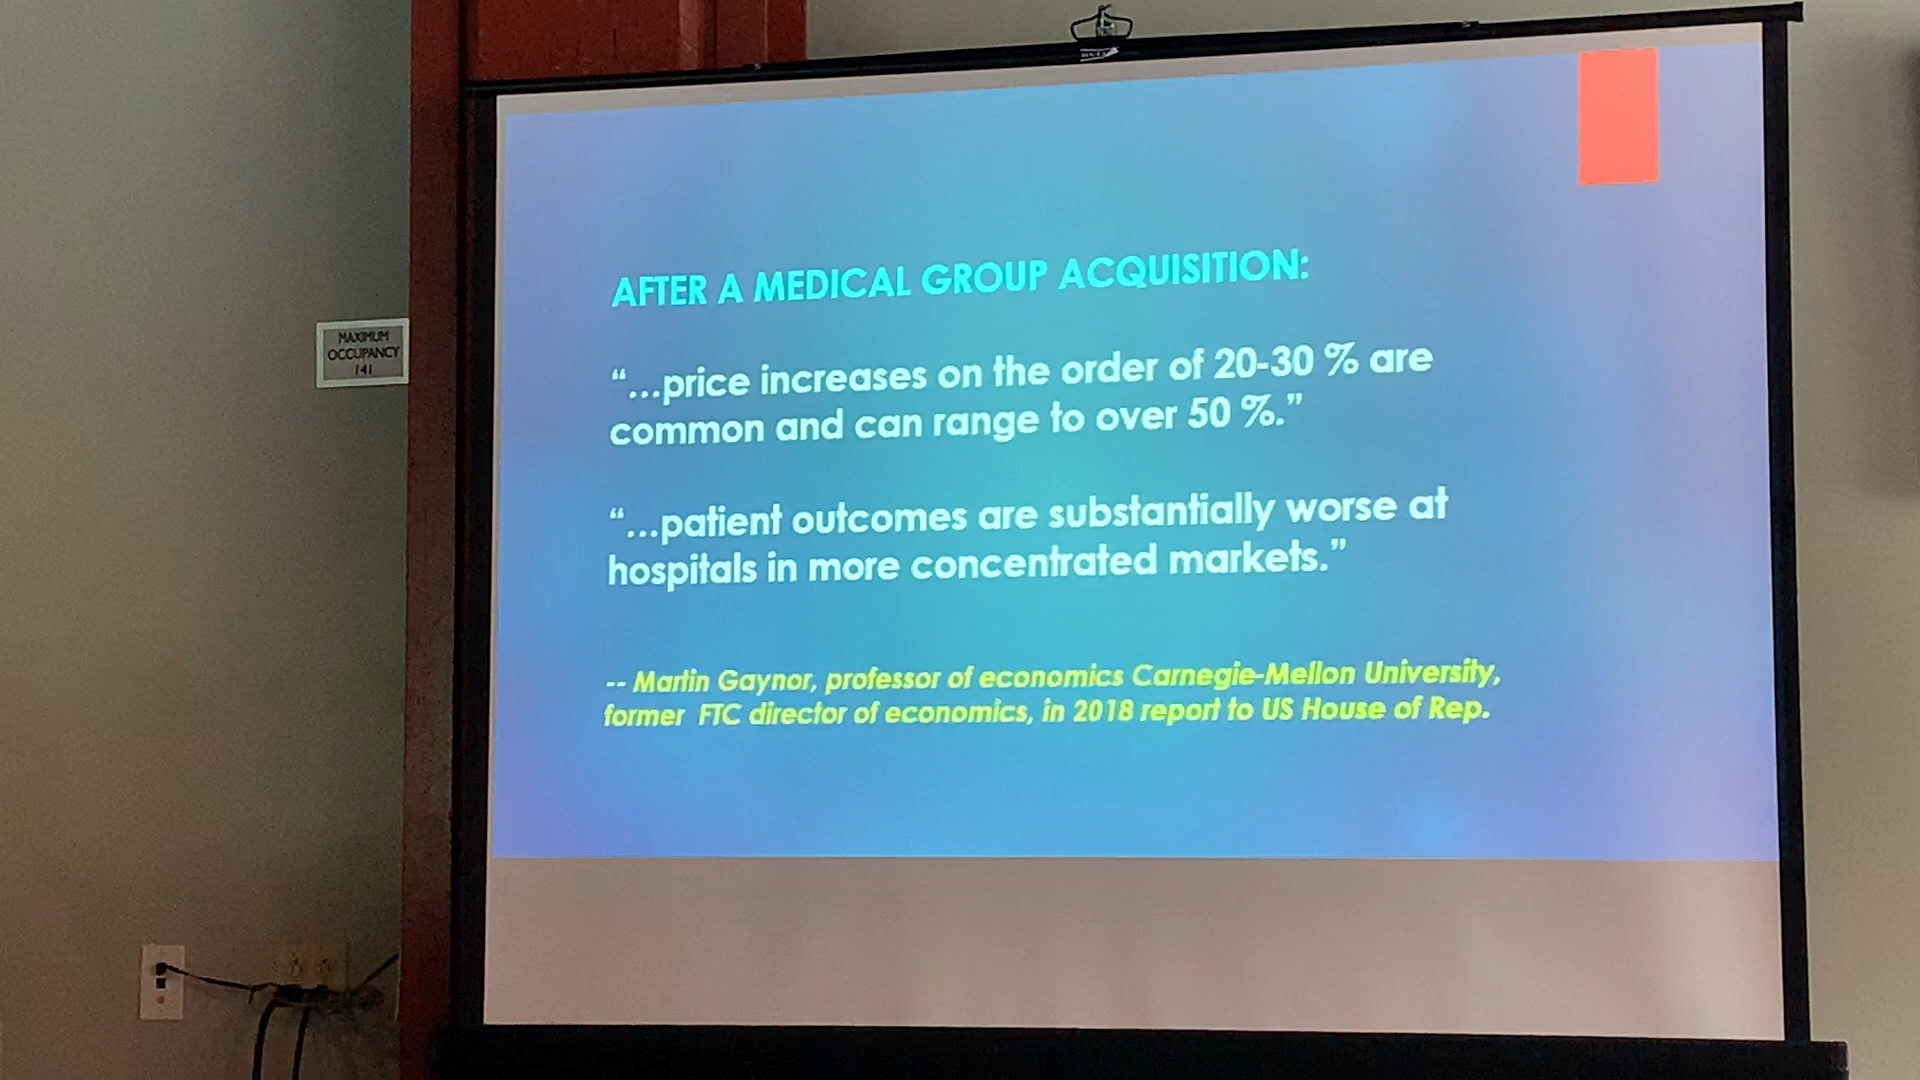 MAXIMUM
OCCUPANCY
141
AFTER A MEDICAL GROUP ACQUISITION:
“...price increases on the order of 20-30 % are
common and can range to over 50 %.”
“...patient outcomes are substantially worse at
hospitals in more concentrated markets.”
-- Martin Gaynor, professor of economics Carnegie-Mellon University,
former FTC director of economics, in 2018 report to US House of Rep.